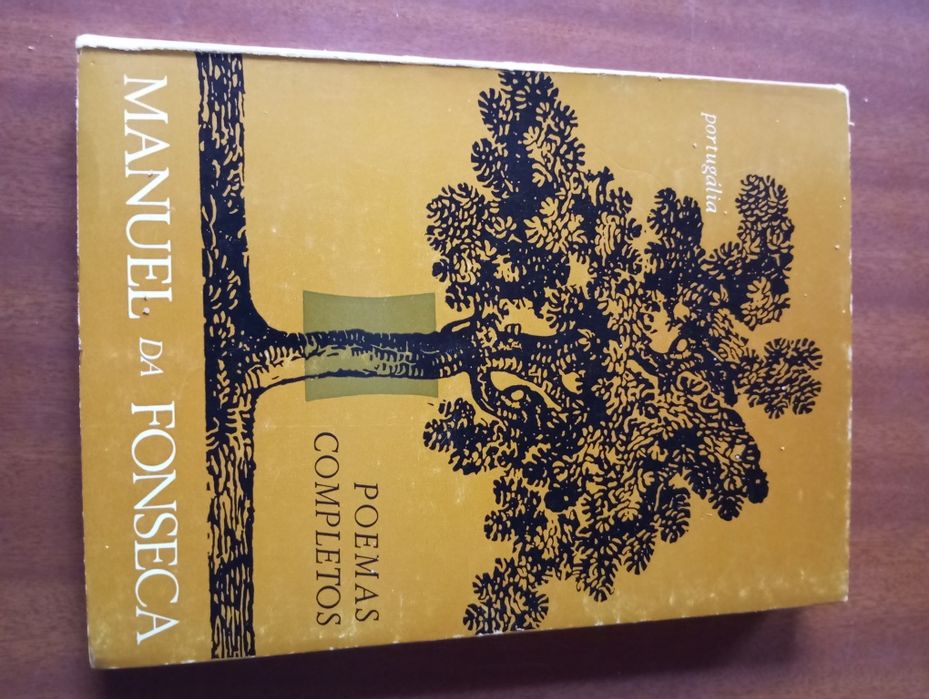 portugália
POEMAS
COMPLETOS
MANUEL DA FONSECA